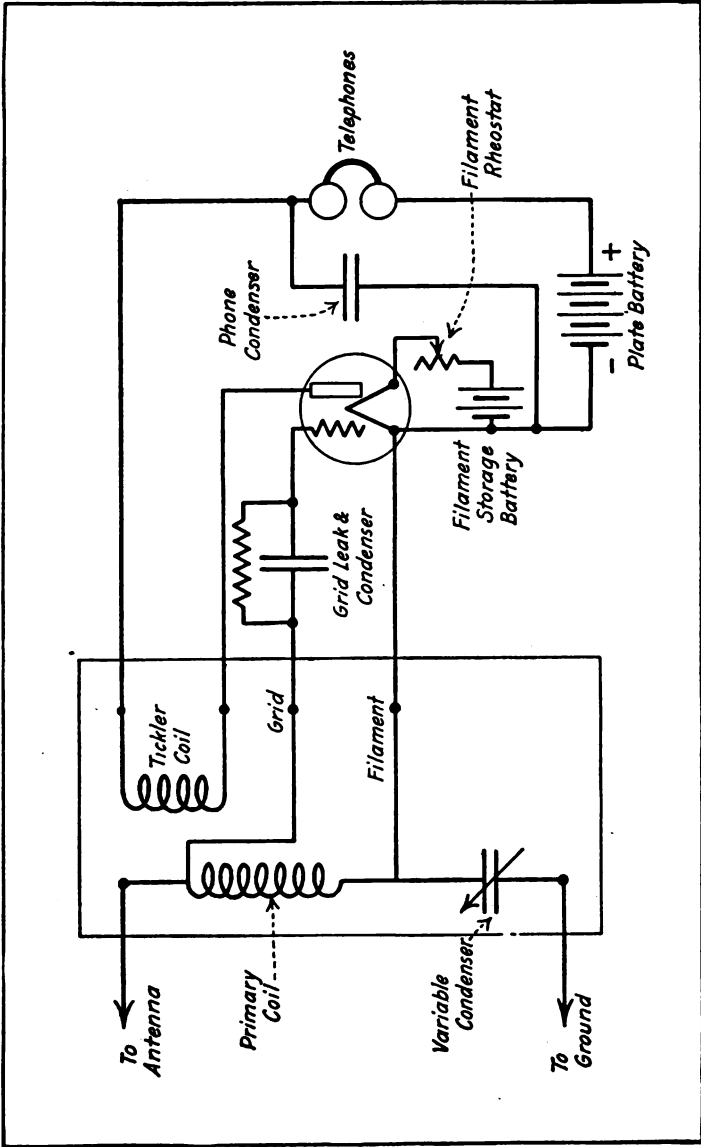 To
Antenna
Primary
Coil
Variable
Condenser
To
Ground
Tickler
Coil
Grid
Filament
Grid Leak &
Condenser
Phone
Condenser
Telephones
Filament
Rheostat
Filament
Storage
Battery
- +
Plate Battery